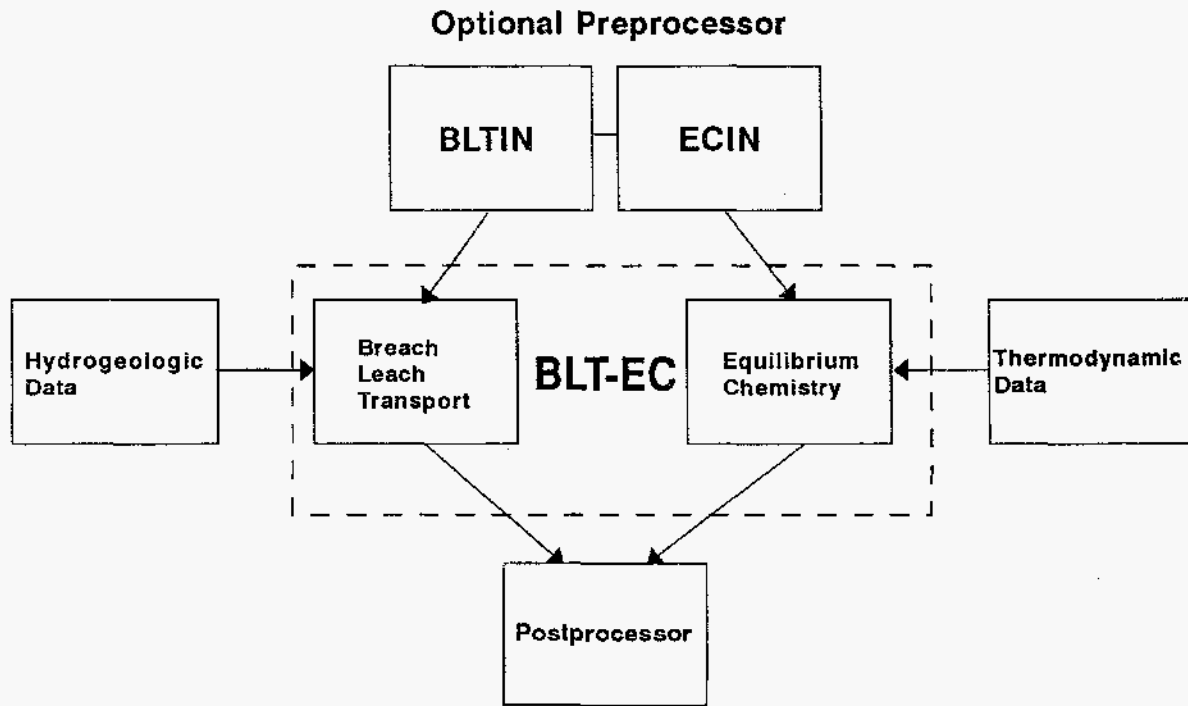 Optional Preprocessor
BLTIN
ECIN
Hydrogeologic
Data
Breach
Leach
Transport
BLT-EC
Equilibrium
Chemistry
Thermodynamic
Data
Postprocessor